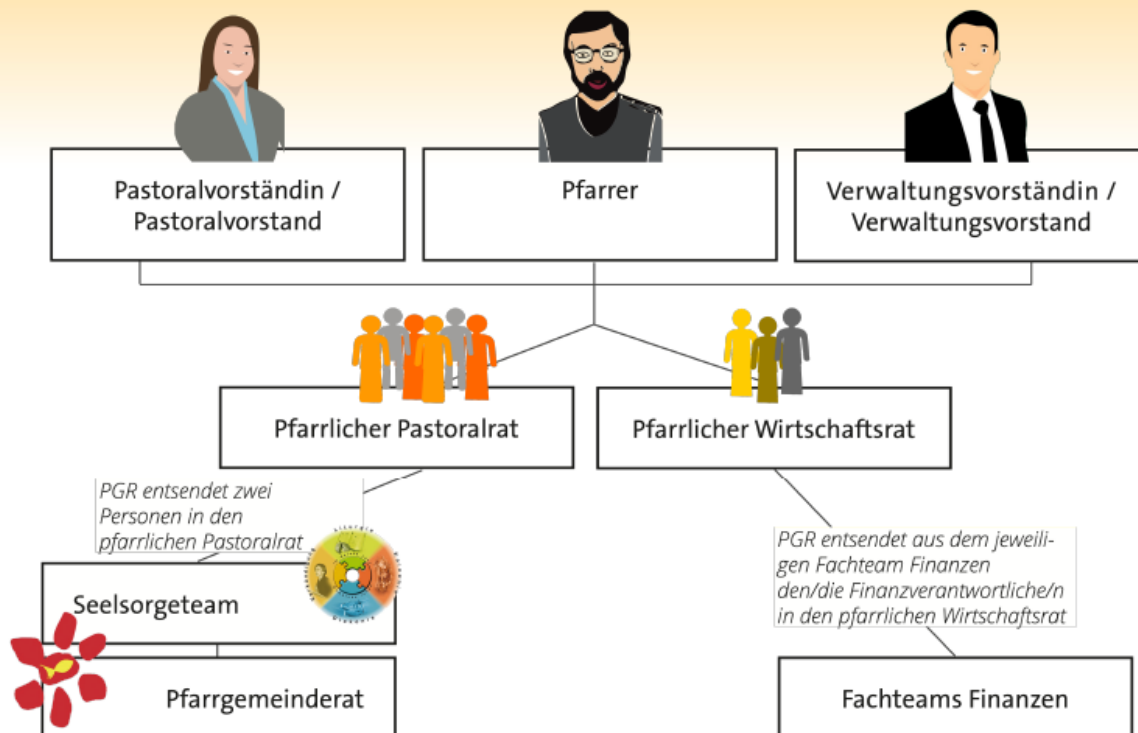 Pastoralvorständin /
Pastoralvorstand
Pfarrer
Verwaltungsvorständin /
Verwaltungsvorstand
Pfarrlicher Pastoralrat
Pfarrlicher Wirtschaftsrat
PGR entsendet zwei
Personen in den
pfarrlichen Pastoralrat
PGR entsendet aus dem jeweili-
gen Fachteam Finanzen
den/die Finanzverantwortliche/n
in den pfarrlichen Wirtschaftsrat
Seelsorgeteam
Pfarrgemeinderat
Fachteams Finanzen